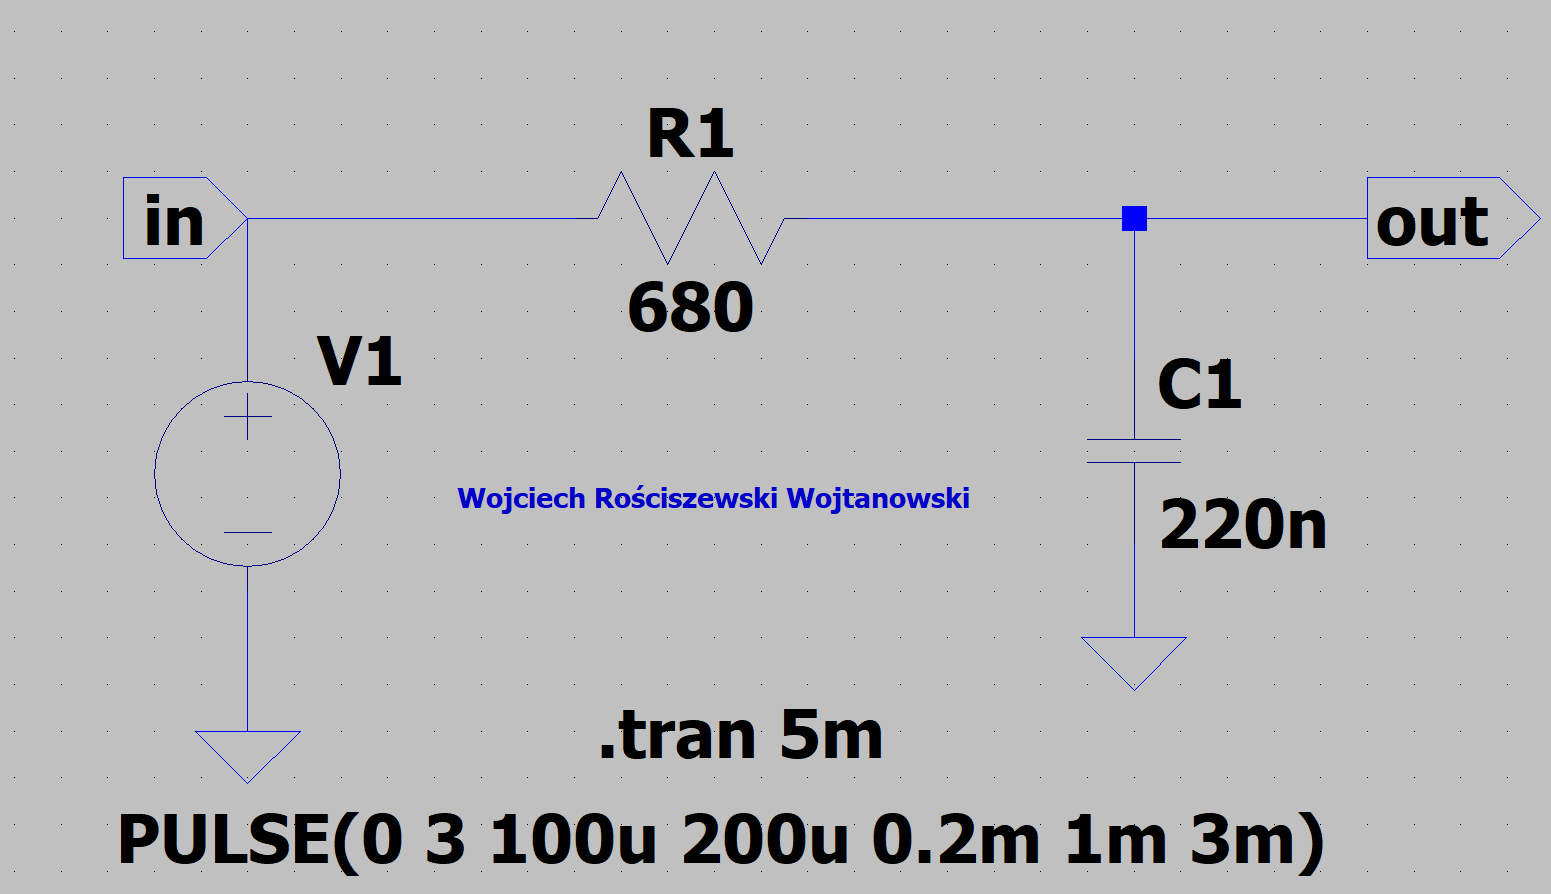 R1
in
out
680
V1
C1
Wojciech Rościszewski Wojtanowski
220n
.tran 5m
PULSE(0 3 100u 200u 0.2m 1m 3m)